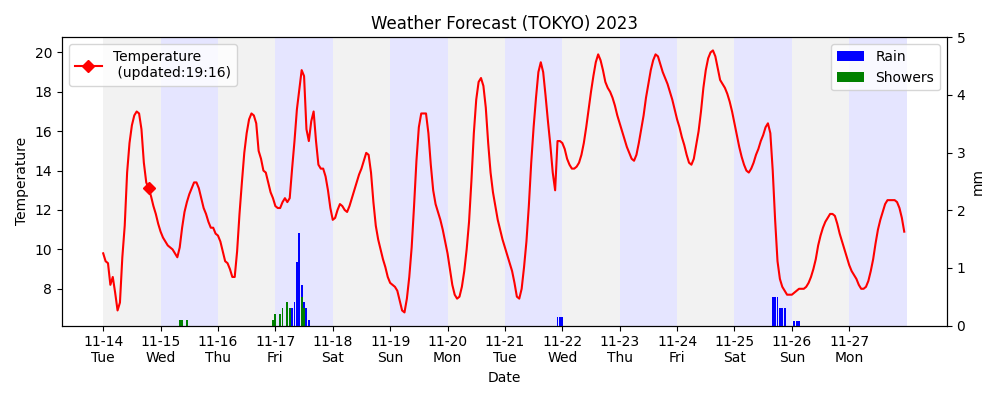 Weather Forecast (TOKYO) 2023
Temperature
(updated:19:16)
Rain
Showers
20
18
16
14
12
10
8
Temperature
5
4
3
2
1
0
mm
11-14 11-15 11-16 11-17 11-18 11-19 11-20 11-21 11-22 11-23 11-24 11-25 11-26 11-27
Tue Wed Thu Fri Sat Sun Mon Tue Wed Thu Fri Sat Sun Mon
Date